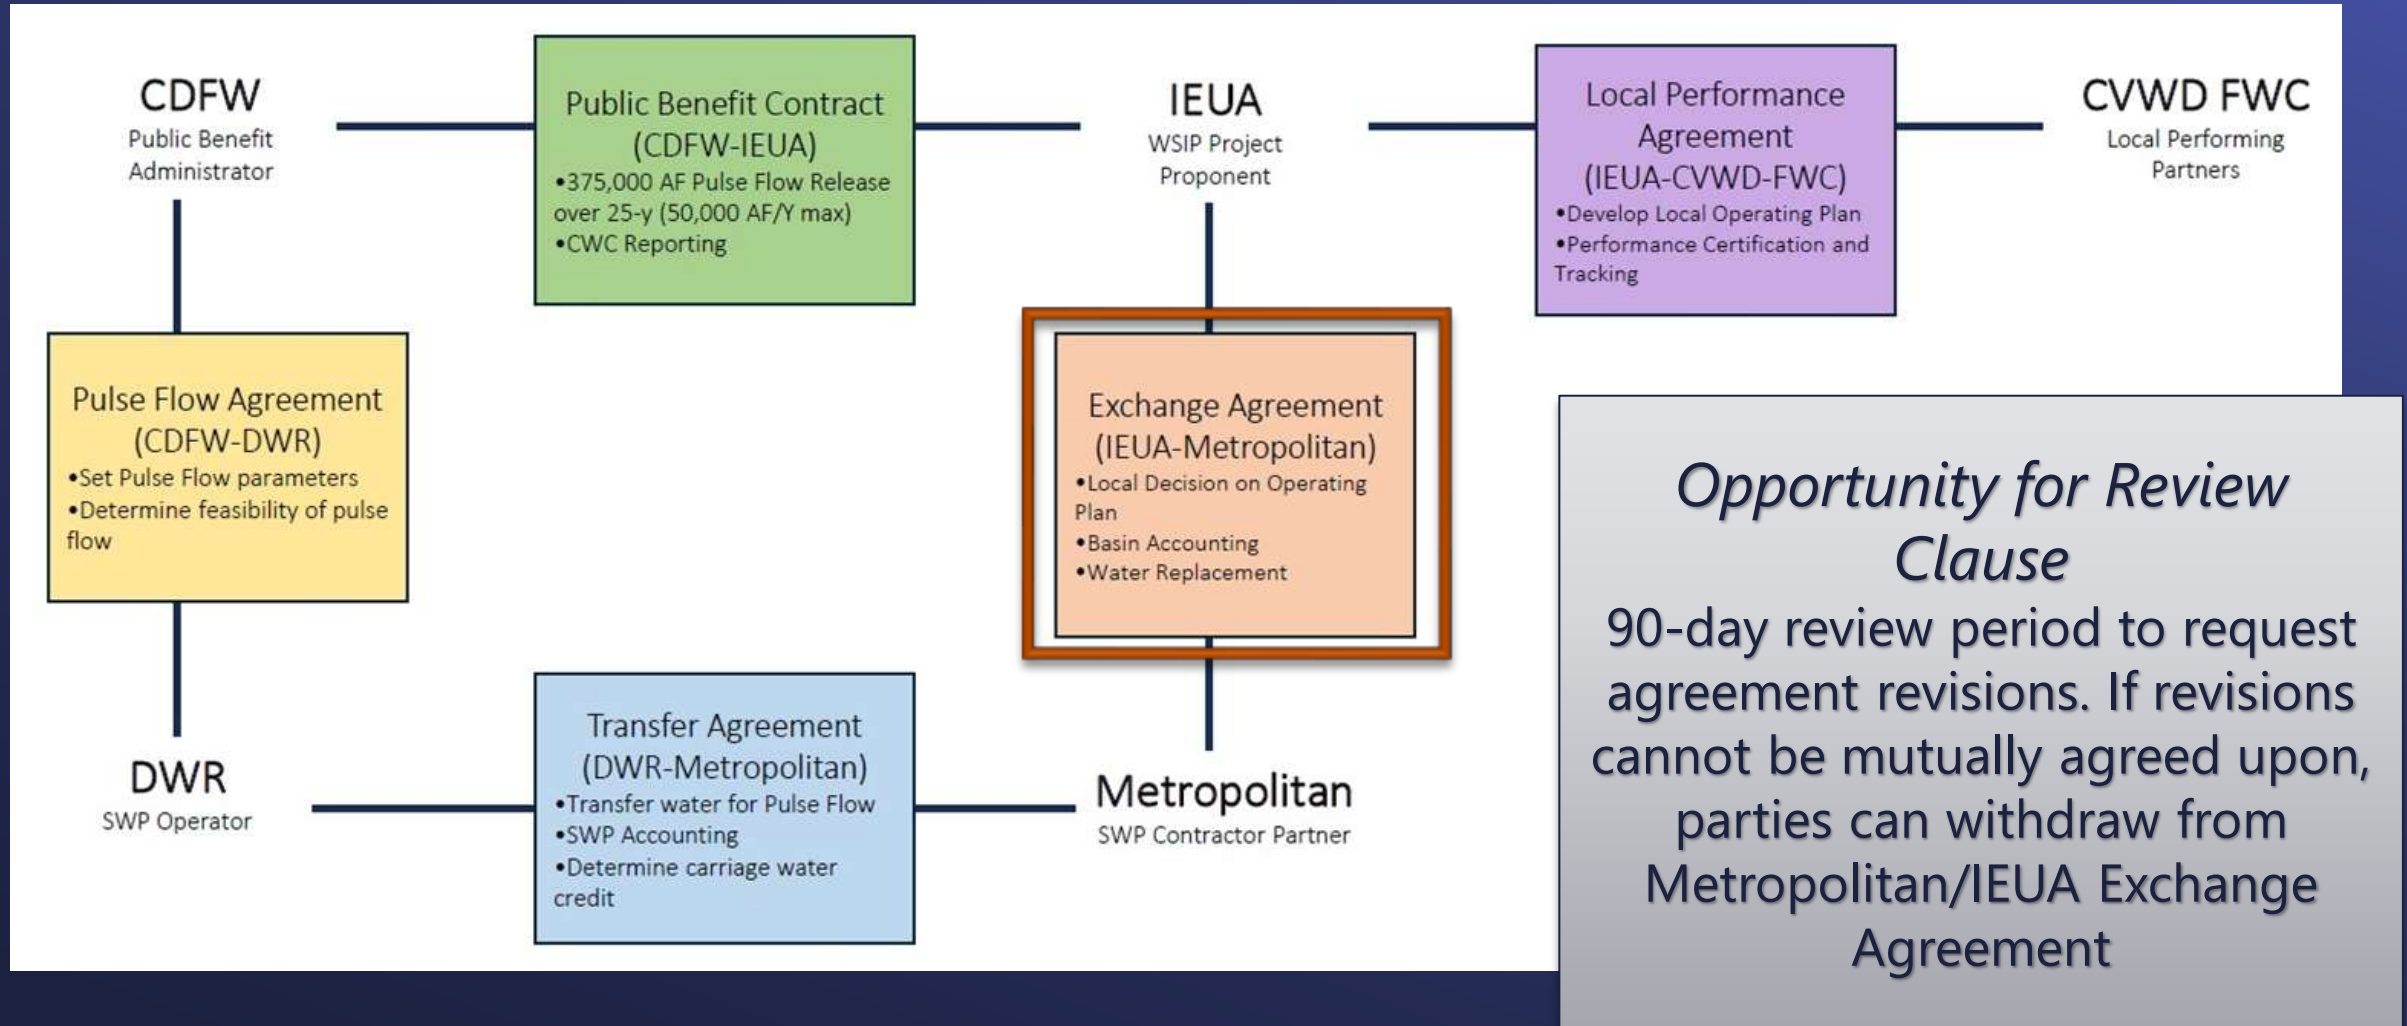 CDFW
Public Benefit
Administrator
Public Benefit Contract
(CDFW-IEUA)
•375,000 AF Pulse Flow Release
over 25-y (50,000 AF/Y max)
•CWC Reporting
IEUA
WSIP Project
Proponent
Local Performance
Agreement
(IEUA-CVWD-FWC)
•Develop Local Operating Plan
•Performance Certification and
Tracking
CVWD FWC
Local Performing
Partners
Pulse Flow Agreement
(CDFW-DWR)
•Set Pulse Flow parameters
•Determine feasibility of pulse
flow
Exchange Agreement
(IEUA-Metropolitan)
•Local Decision on Operating
Plan
•Basin Accounting
•Water Replacement
DWR
SWP Operator
Transfer Agreement
(DWR-Metropolitan)
•Transfer water for Pulse Flow
•SWP Accounting
•Determine carriage water
credit
Metropolitan
SWP Contractor Partner
Opportunity for Review
Clause
90-day review period to request
agreement revisions. If revisions
cannot be mutually agreed upon,
parties can withdraw from
Metropolitan/IEUA Exchange
Agreement